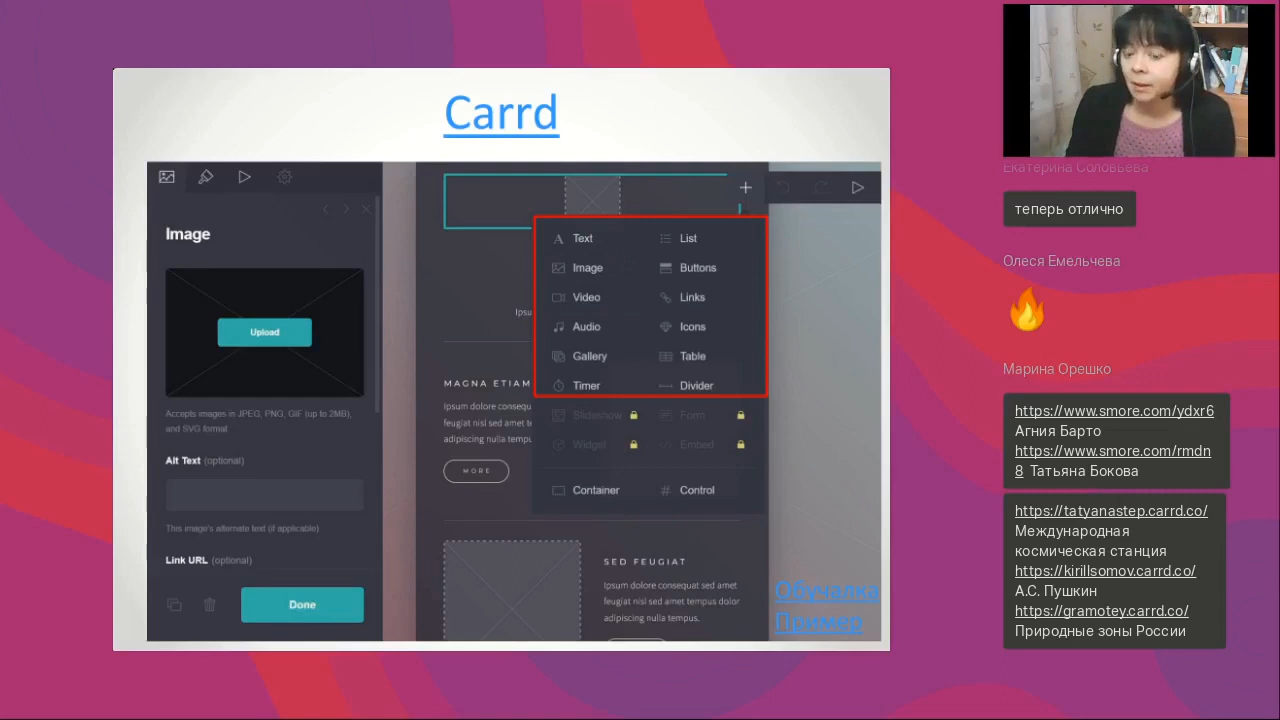 Carrd
Image
Upload
Accepts images in JPEG, PNG, GIF (up to 2MB),
and SVG format
Alt Text (optional)
This image's alternate text (if applicable)
Link URL (optional)
Done
Ipsu
MAGNA ETIAM
Ipsum dolore consequ
feugiat nisl sed amet te
adipiscing nulla tempu
MORE
Text
List
Image
Buttons
Video
Links
Audio
Icons
Gallery
Table
Timer
Divider
Slideshow
Form
Widget
Embed
Container
Control
SED FEUGIAT
Ipsum dolore consequat sed amet
feugiat nisl sed amet tempus dolor
adipiscing nulla tempus.
Обучалка
Пример
Екатерина Соловьева
теперь отлично
Олеся Емельчева
Марина Орешко
https://www.smore.com/ydxr6
Агния Барто
https://www.smore.com/rmdn
8 Татьяна Бокова
https://tatyanastep.carrd.co/
Международная
космическая станция
https://kirillsomov.carrd.co/
А.С. Пушкин
https://gramotey.carrd.co/
Природные зоны России